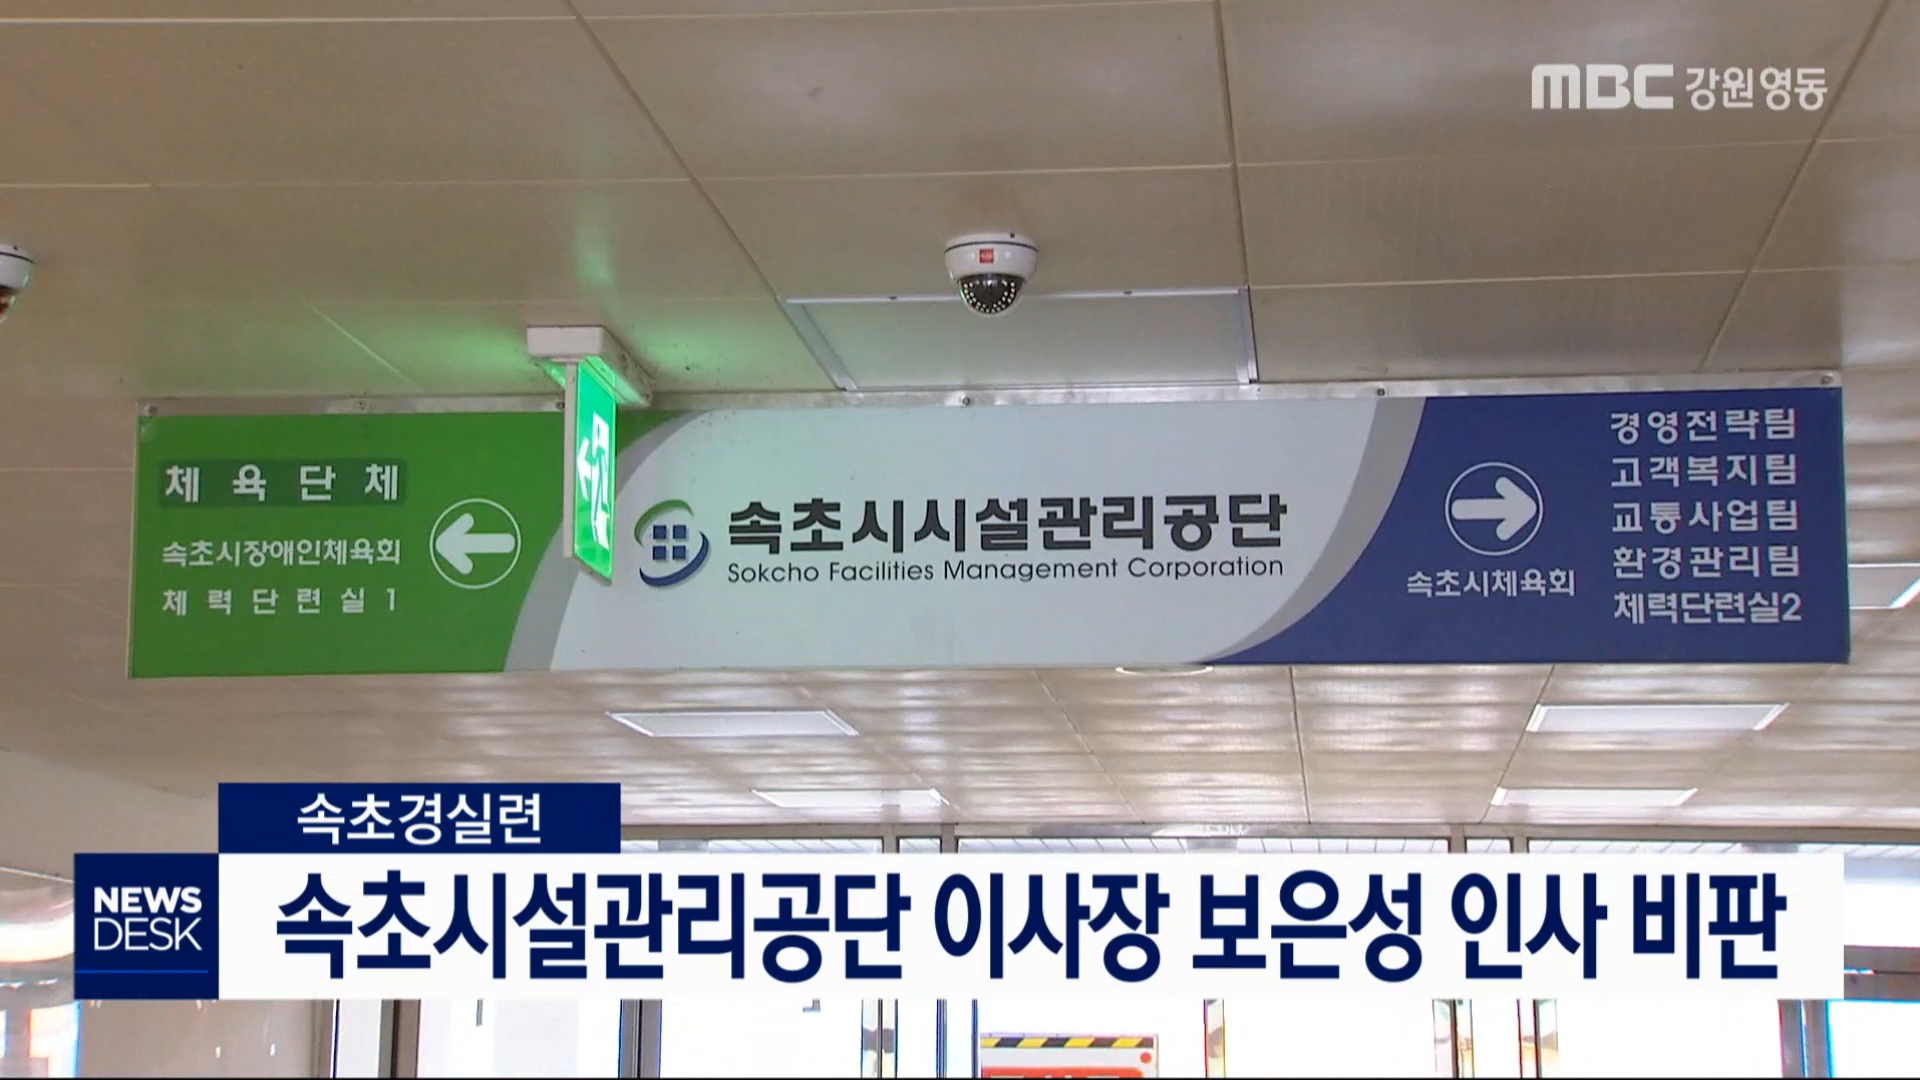 MBC 강원영동
체육단체
속초시장애인체육회
체력단련실 1
속초시시설관리공단
Sokcho Facilities Management Corporation
속초시체육회
경영전략팀
고객복지팀
교통사업팀
환경관리팀
체력단련실2
속초경실련
NEWS
DESK
속초시설관리공단 이사장 보은성 인사 비판